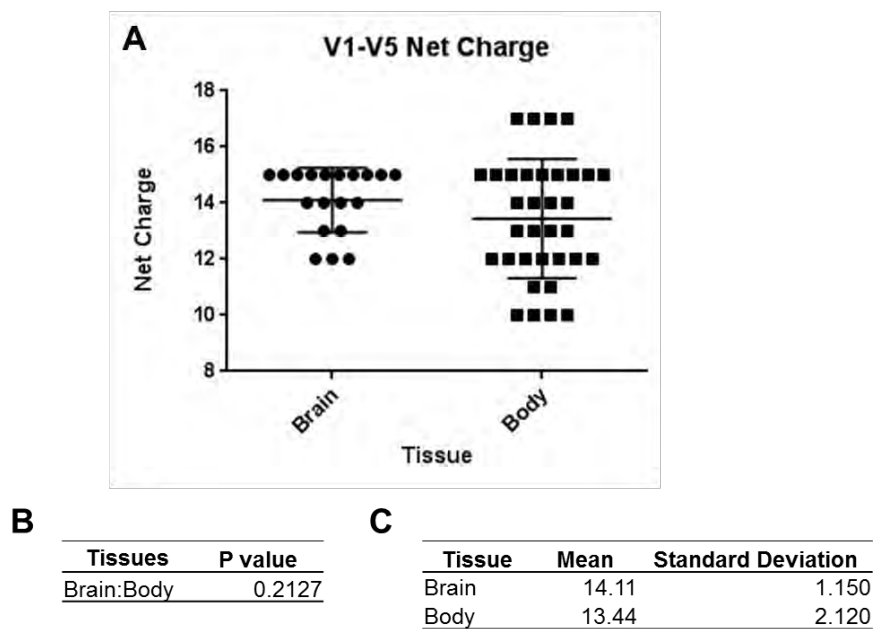 A
V1-V5 Net Charge
18
16
14
12
10
8
Net Charge
Brain
Body
Tissue
B
Tissues P value
Brain:Body 0.2127
C
Tissue Mean Standard Deviation
Brain 14.11 1.150
Body 13.44 2.120